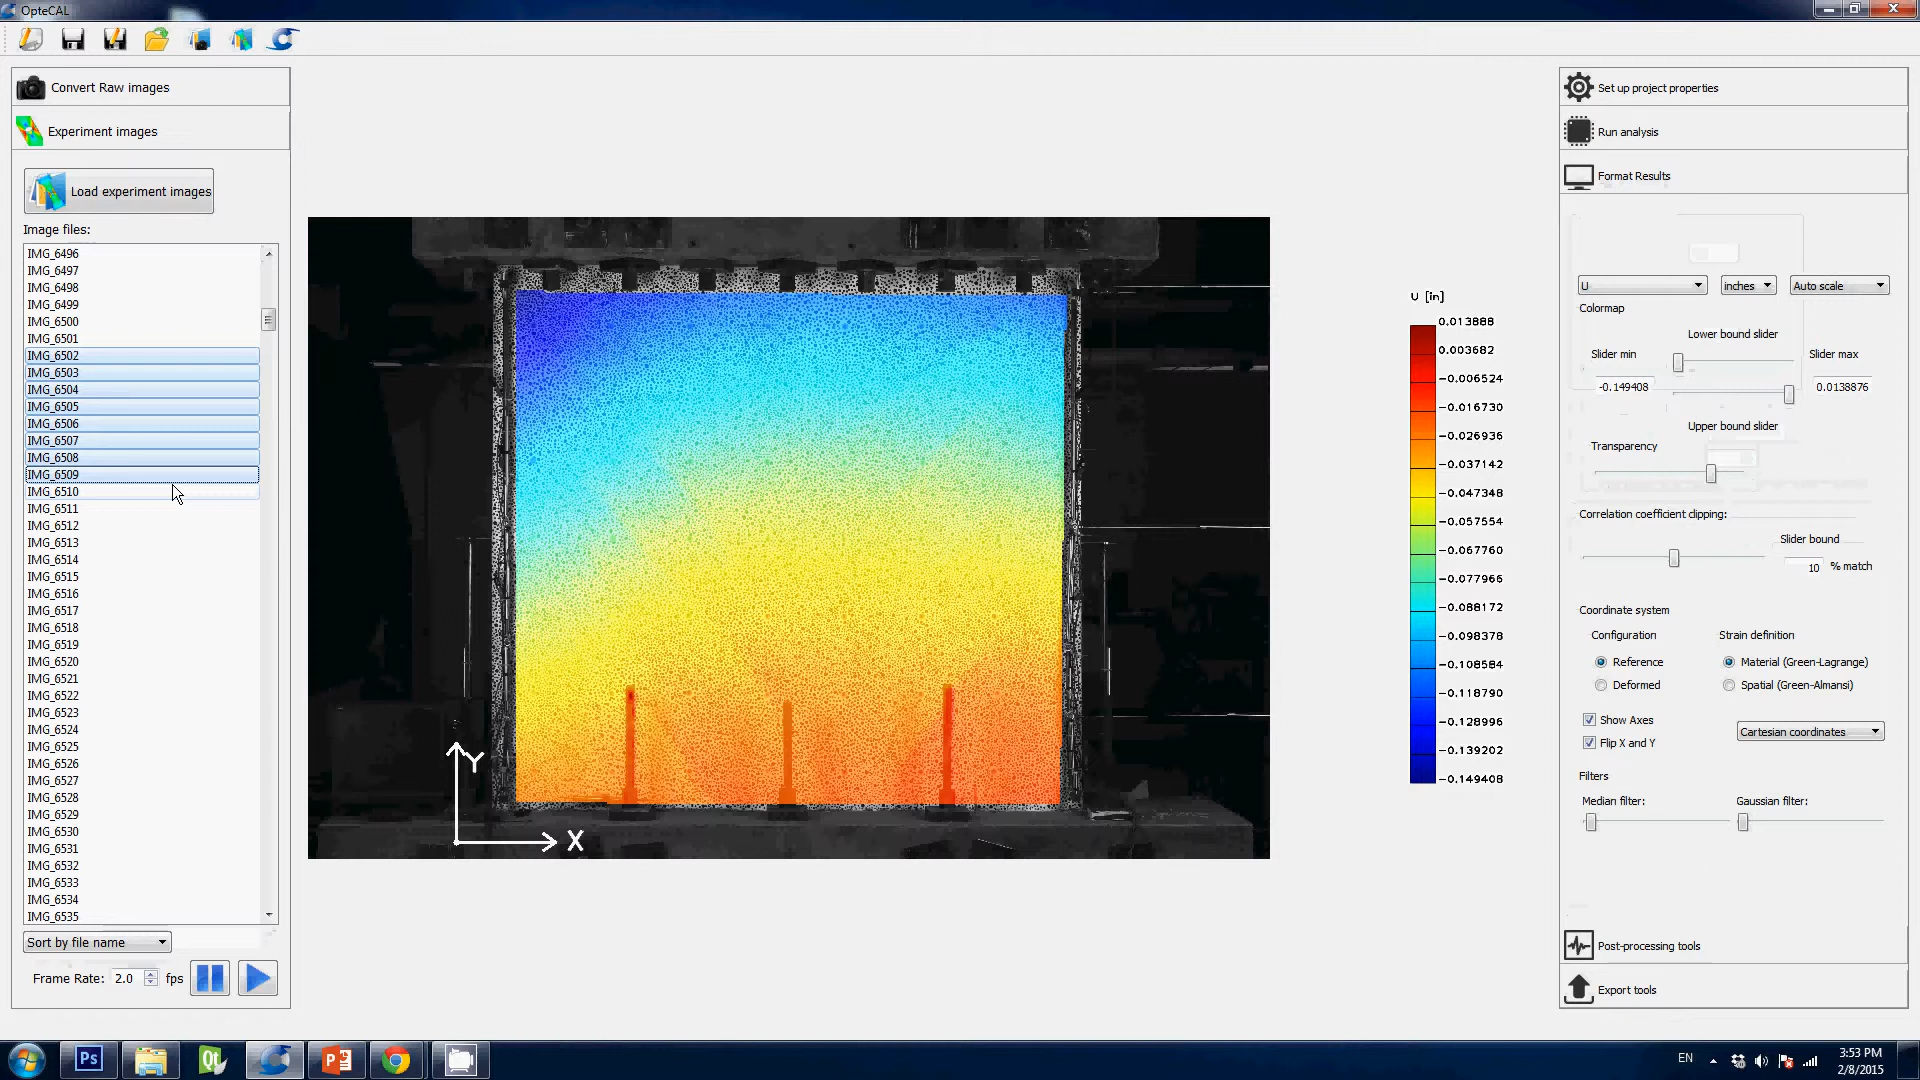 OpteCAL
Convert Raw images
Experiment images
Load experiment images
Image files:
IMG_6496
IMG_6497
IMG_6498
IMG_6499
IMG_6500
IMG_6501
IMG_6502
IMG_6503
IMG_6504
IMG_6505
IMG_6506
IMG_6507
IMG_6508
IMG_6509
IMG_6510
IMG_6511
IMG_6512
IMG_6513
IMG_6514
IMG_6515
IMG_6516
IMG_6517
IMG_6518
IMG_6519
IMG_6520
IMG_6521
IMG_6522
IMG_6523
IMG_6524
IMG_6525
IMG_6526
IMG_6527
IMG_6528
IMG_6529
IMG_6530
IMG_6531
IMG_6532
IMG_6533
IMG_6534
IMG_6535
Sort by file name
Frame Rate: 2.0 fps
Y
X
U [in]
0.013888
0.003682
-0.006524
-0.016730
-0.026936
-0.037142
-0.047348
-0.057554
-0.067760
-0.077966
-0.088172
-0.098378
-0.108584
-0.118790
-0.128996
-0.139202
-0.149408
Set up project properties
Run analysis
Format Results
U inches Auto scale
Colormap
Lower bound slider
Slider min Slider max
-0.149408 0.0138876
Upper bound slider
Transparency
Correlation coefficient clipping:
Slider bound
10 % match
Coordinate system
Configuration Strain definition
Reference Material (Green-Lagrange)
Deformed Spatial (Green-Almansi)
Show Axes
Cartesian coordinates
Flip X and Y
Filters
Median filter: Gaussian filter:
Post-processing tools
Export tools
Ps
Qt
P
EN
3:53 PM
2/8/2015